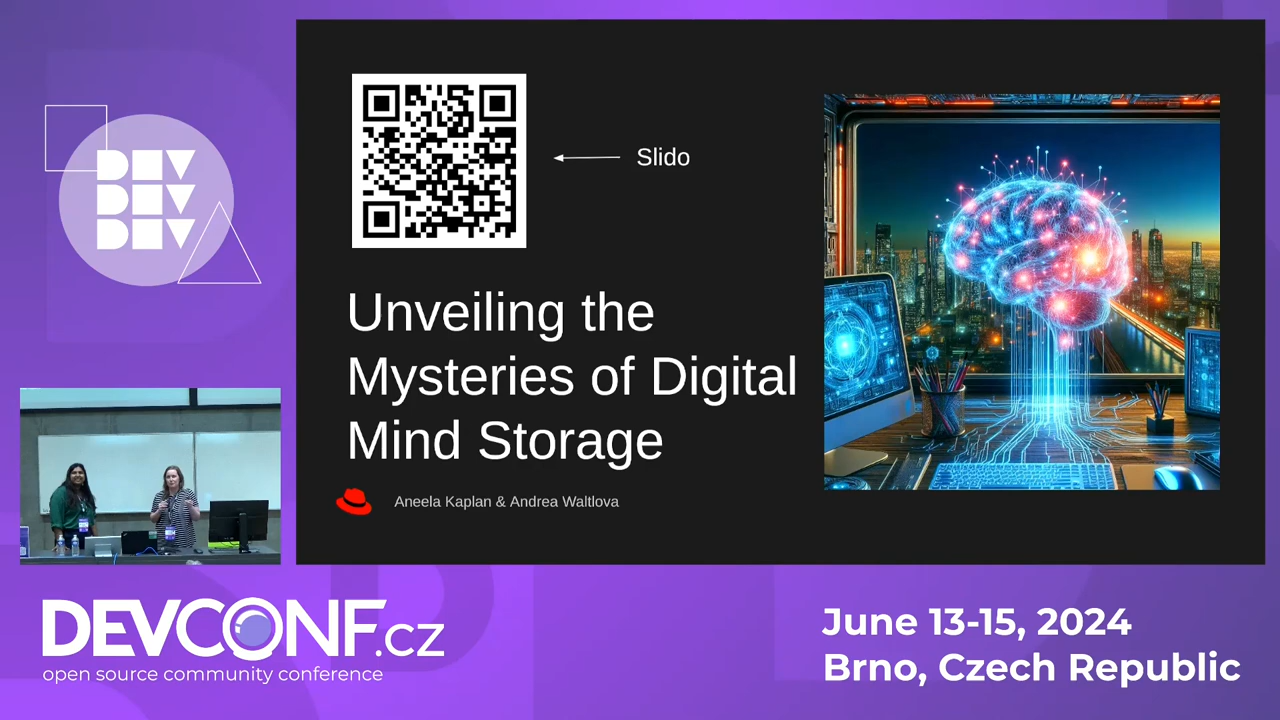 DEV
DEV
DEV
Slido
Unveiling the
Mysteries of Digital
Mind Storage
Aneela Kaplan & Andrea Waltlova
DEVCONF.cz
open source community conference
June 13-15, 2024
Brno, Czech Republic